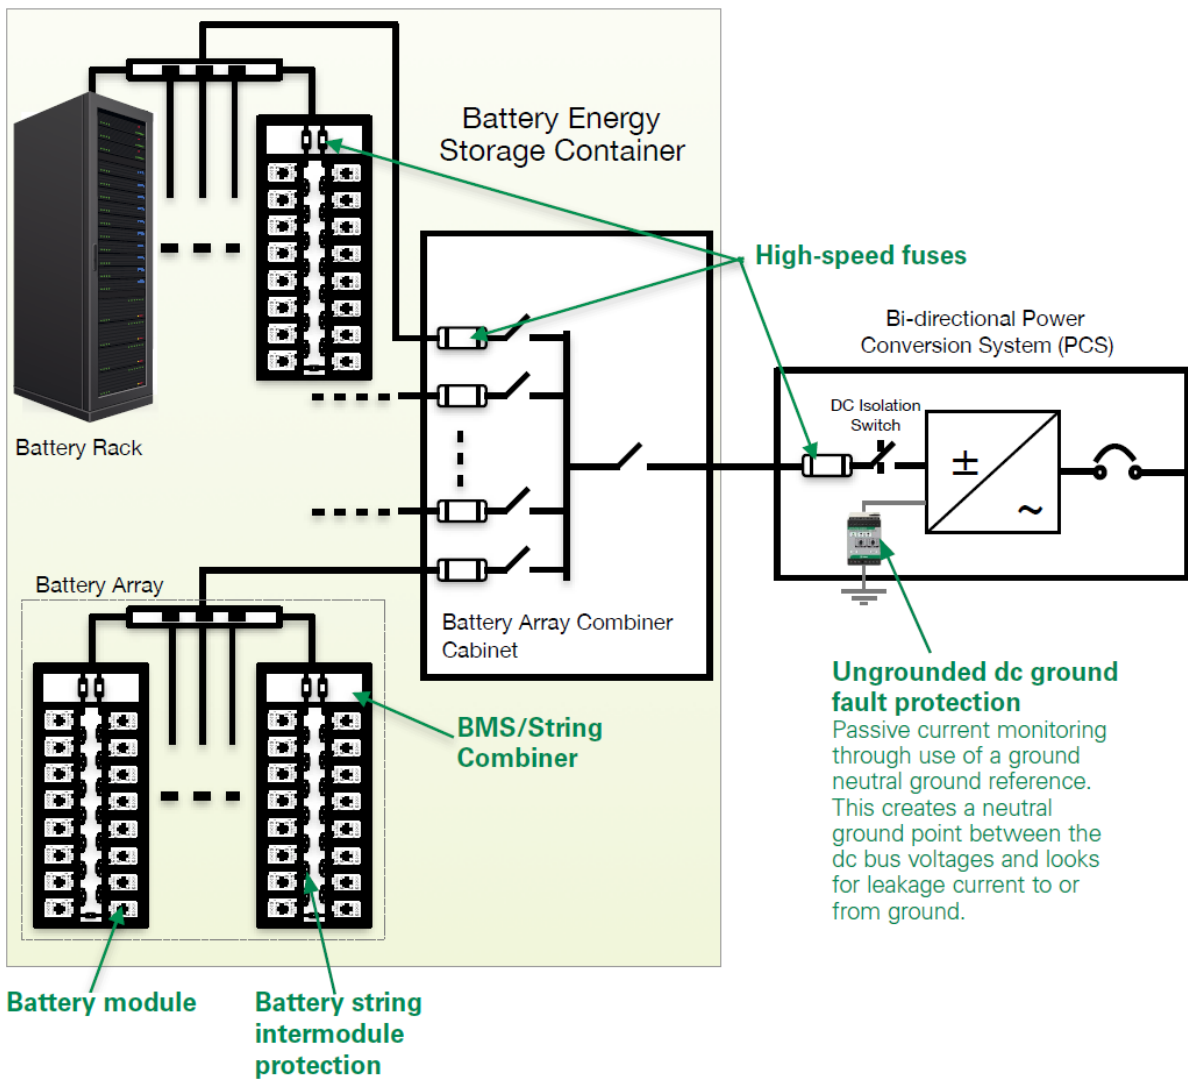 Battery Energy
Storage Container
High-speed fuses
Bi-directional Power
Conversion System (PCS)
DC Isolation
Switch
±
~
Battery Rack
Battery Array
Battery Array Combiner
Cabinet
BMS/String
Combiner
Ungrounded dc ground
fault protection
Passive current monitoring
through use of a ground
neutral ground reference.
This creates a neutral
ground point between the
dc bus voltages and looks
for leakage current to or
from ground.
Battery module
Battery string
intermodule
protection